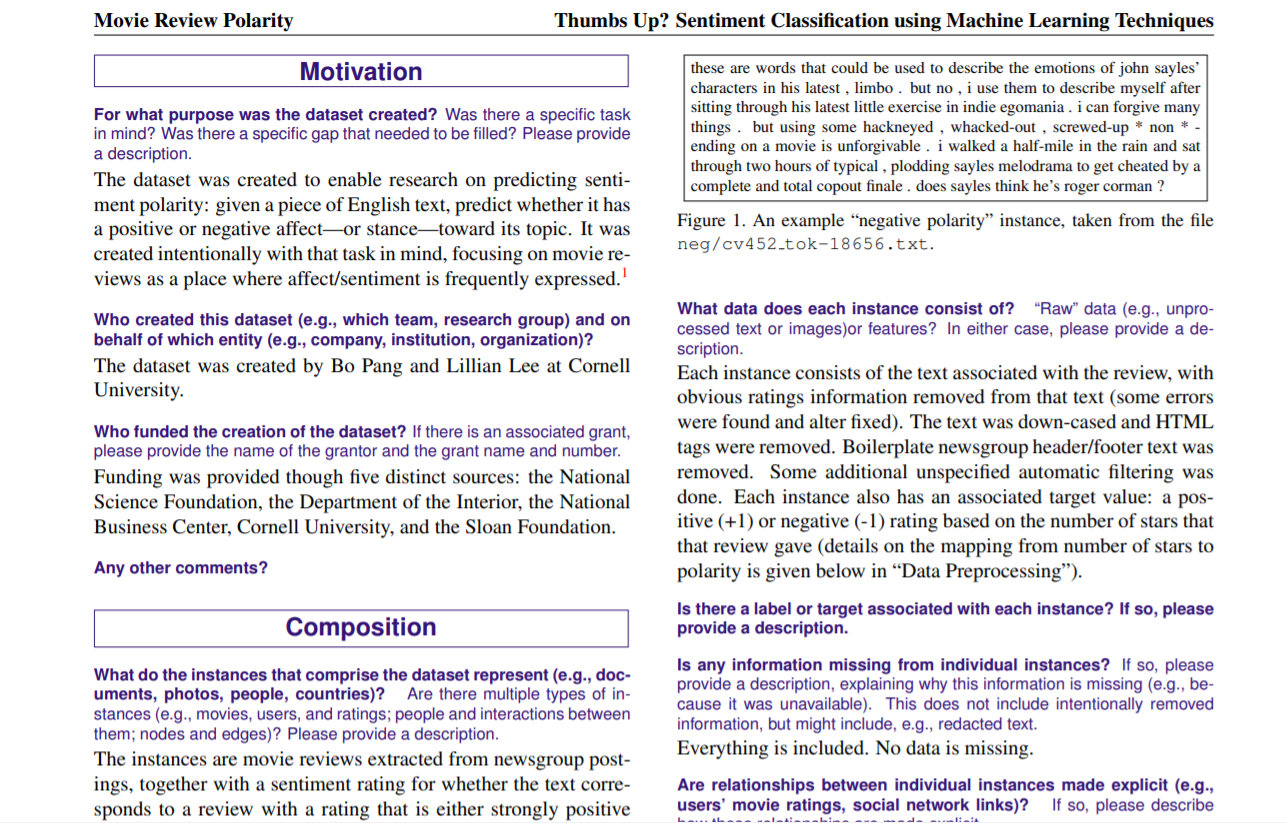 Movie Review Polarity
Thumbs Up? Sentiment Classification using Machine Learning Techniques
Motivation
For what purpose was the dataset created? Was there a specific task
in mind? Was there a specific gap that needed to be filled? Please provide
a description.
The dataset was created to enable research on predicting senti-
ment polarity: given a piece of English text, predict whether it has
a positive or negative affect—or stance—toward its topic. It was
created intentionally with that task in mind, focusing on movie re-
views as a place where affect/sentiment is frequently expressed.1
Who created this dataset (e.g., which team, research group) and on
behalf of which entity (e.g., company, institution, organization)?
The dataset was created by Bo Pang and Lillian Lee at Cornell
University.
Who funded the creation of the dataset? If there is an associated grant,
please provide the name of the grantor and the grant name and number.
Funding was provided though five distinct sources: the National
Science Foundation, the Department of the Interior, the National
Business Center, Cornell University, and the Sloan Foundation.
Any other comments?
Composition
What do the instances that comprise the dataset represent (e.g., doc-
uments, photos, people, countries)? Are there multiple types of in-
stances (e.g., movies, users, and ratings; people and interactions between
them; nodes and edges)? Please provide a description.
The instances are movie reviews extracted from newsgroup post-
ings, together with a sentiment rating for whether the text corre-
sponds to a review with a rating that is either strongly positive
these are words that could be used to describe the emotions of john sayles'
characters in his latest , limbo . but no , i use them to describe myself after
sitting through his latest little exercise in indie egomania . i can forgive many
things . but using some hackneyed , whacked-out , screwed-up * non * -
ending on a movie is unforgivable . i walked a half-mile in the rain and sat
through two hours of typical , plodding sayles melodrama to get cheated by a
complete and total copout finale . does sayles think he's roger corman ?
Figure 1. An example “negative polarity” instance, taken from the file
neg/cv452_tok-18656.txt.
What data does each instance consist of? “Raw” data (e.g., unpro-
cessed text or images)or features? In either case, please provide a de-
scription.
Each instance consists of the text associated with the review, with
obvious ratings information removed from that text (some errors
were found and alter fixed). The text was down-cased and HTML
tags were removed. Boilerplate newsgroup header/footer text was
removed. Some additional unspecified automatic filtering was
done. Each instance also has an associated target value: a pos-
itive (+1) or negative (-1) rating based on the number of stars that
that review gave (details on the mapping from number of stars to
polarity is given below in “Data Preprocessing”).
Is there a label or target associated with each instance? If so, please
provide a description.
Is any information missing from individual instances? If so, please
provide a description, explaining why this information is missing (e.g., be-
cause it was unavailable). This does not include intentionally removed
information, but might include, e.g., redacted text.
Everything is included. No data is missing.
Are relationships between individual instances made explicit (e.g.,
users' movie ratings, social network links)? If so, please describe